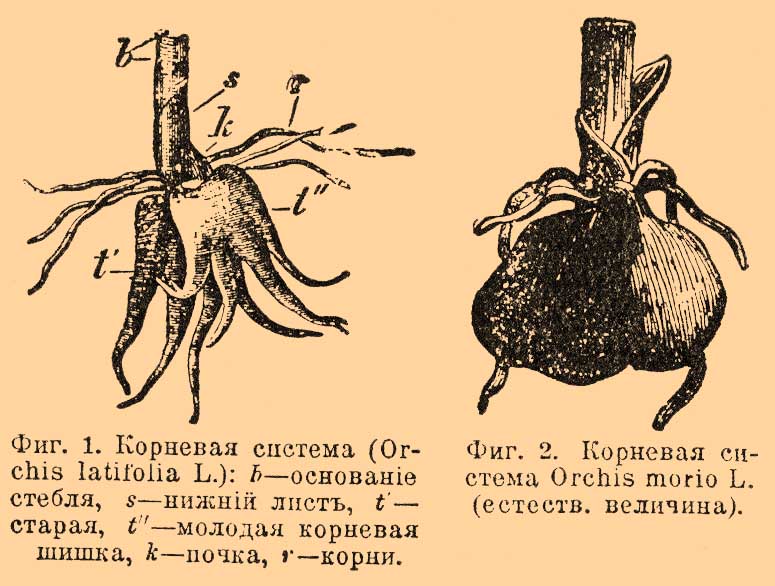 b
s
r
k
t''
t'
Фиг. 1. Корневая система (Or-
chis latifolia L.): b—основаніе
стебля, s—нижній листъ, t'—
старая, t''—молодая корневая
шишка, k—почка, r—корни.
Фиг. 2. Корневая си-
стема Orchis morio L.
(естеств. величина).